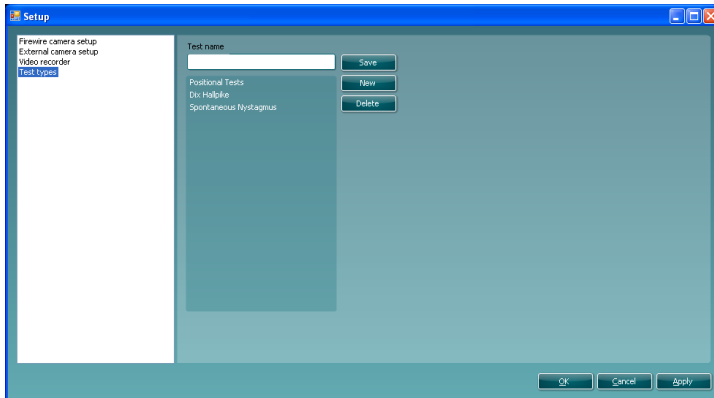 Setup
Firewire camera setup
External camera setup
Video recorder
Test types
Test name
Save
New
Delete
Positional Tests
Dix Hallpike
Spontaneous Nystagmus
OK
Cancel
Apply